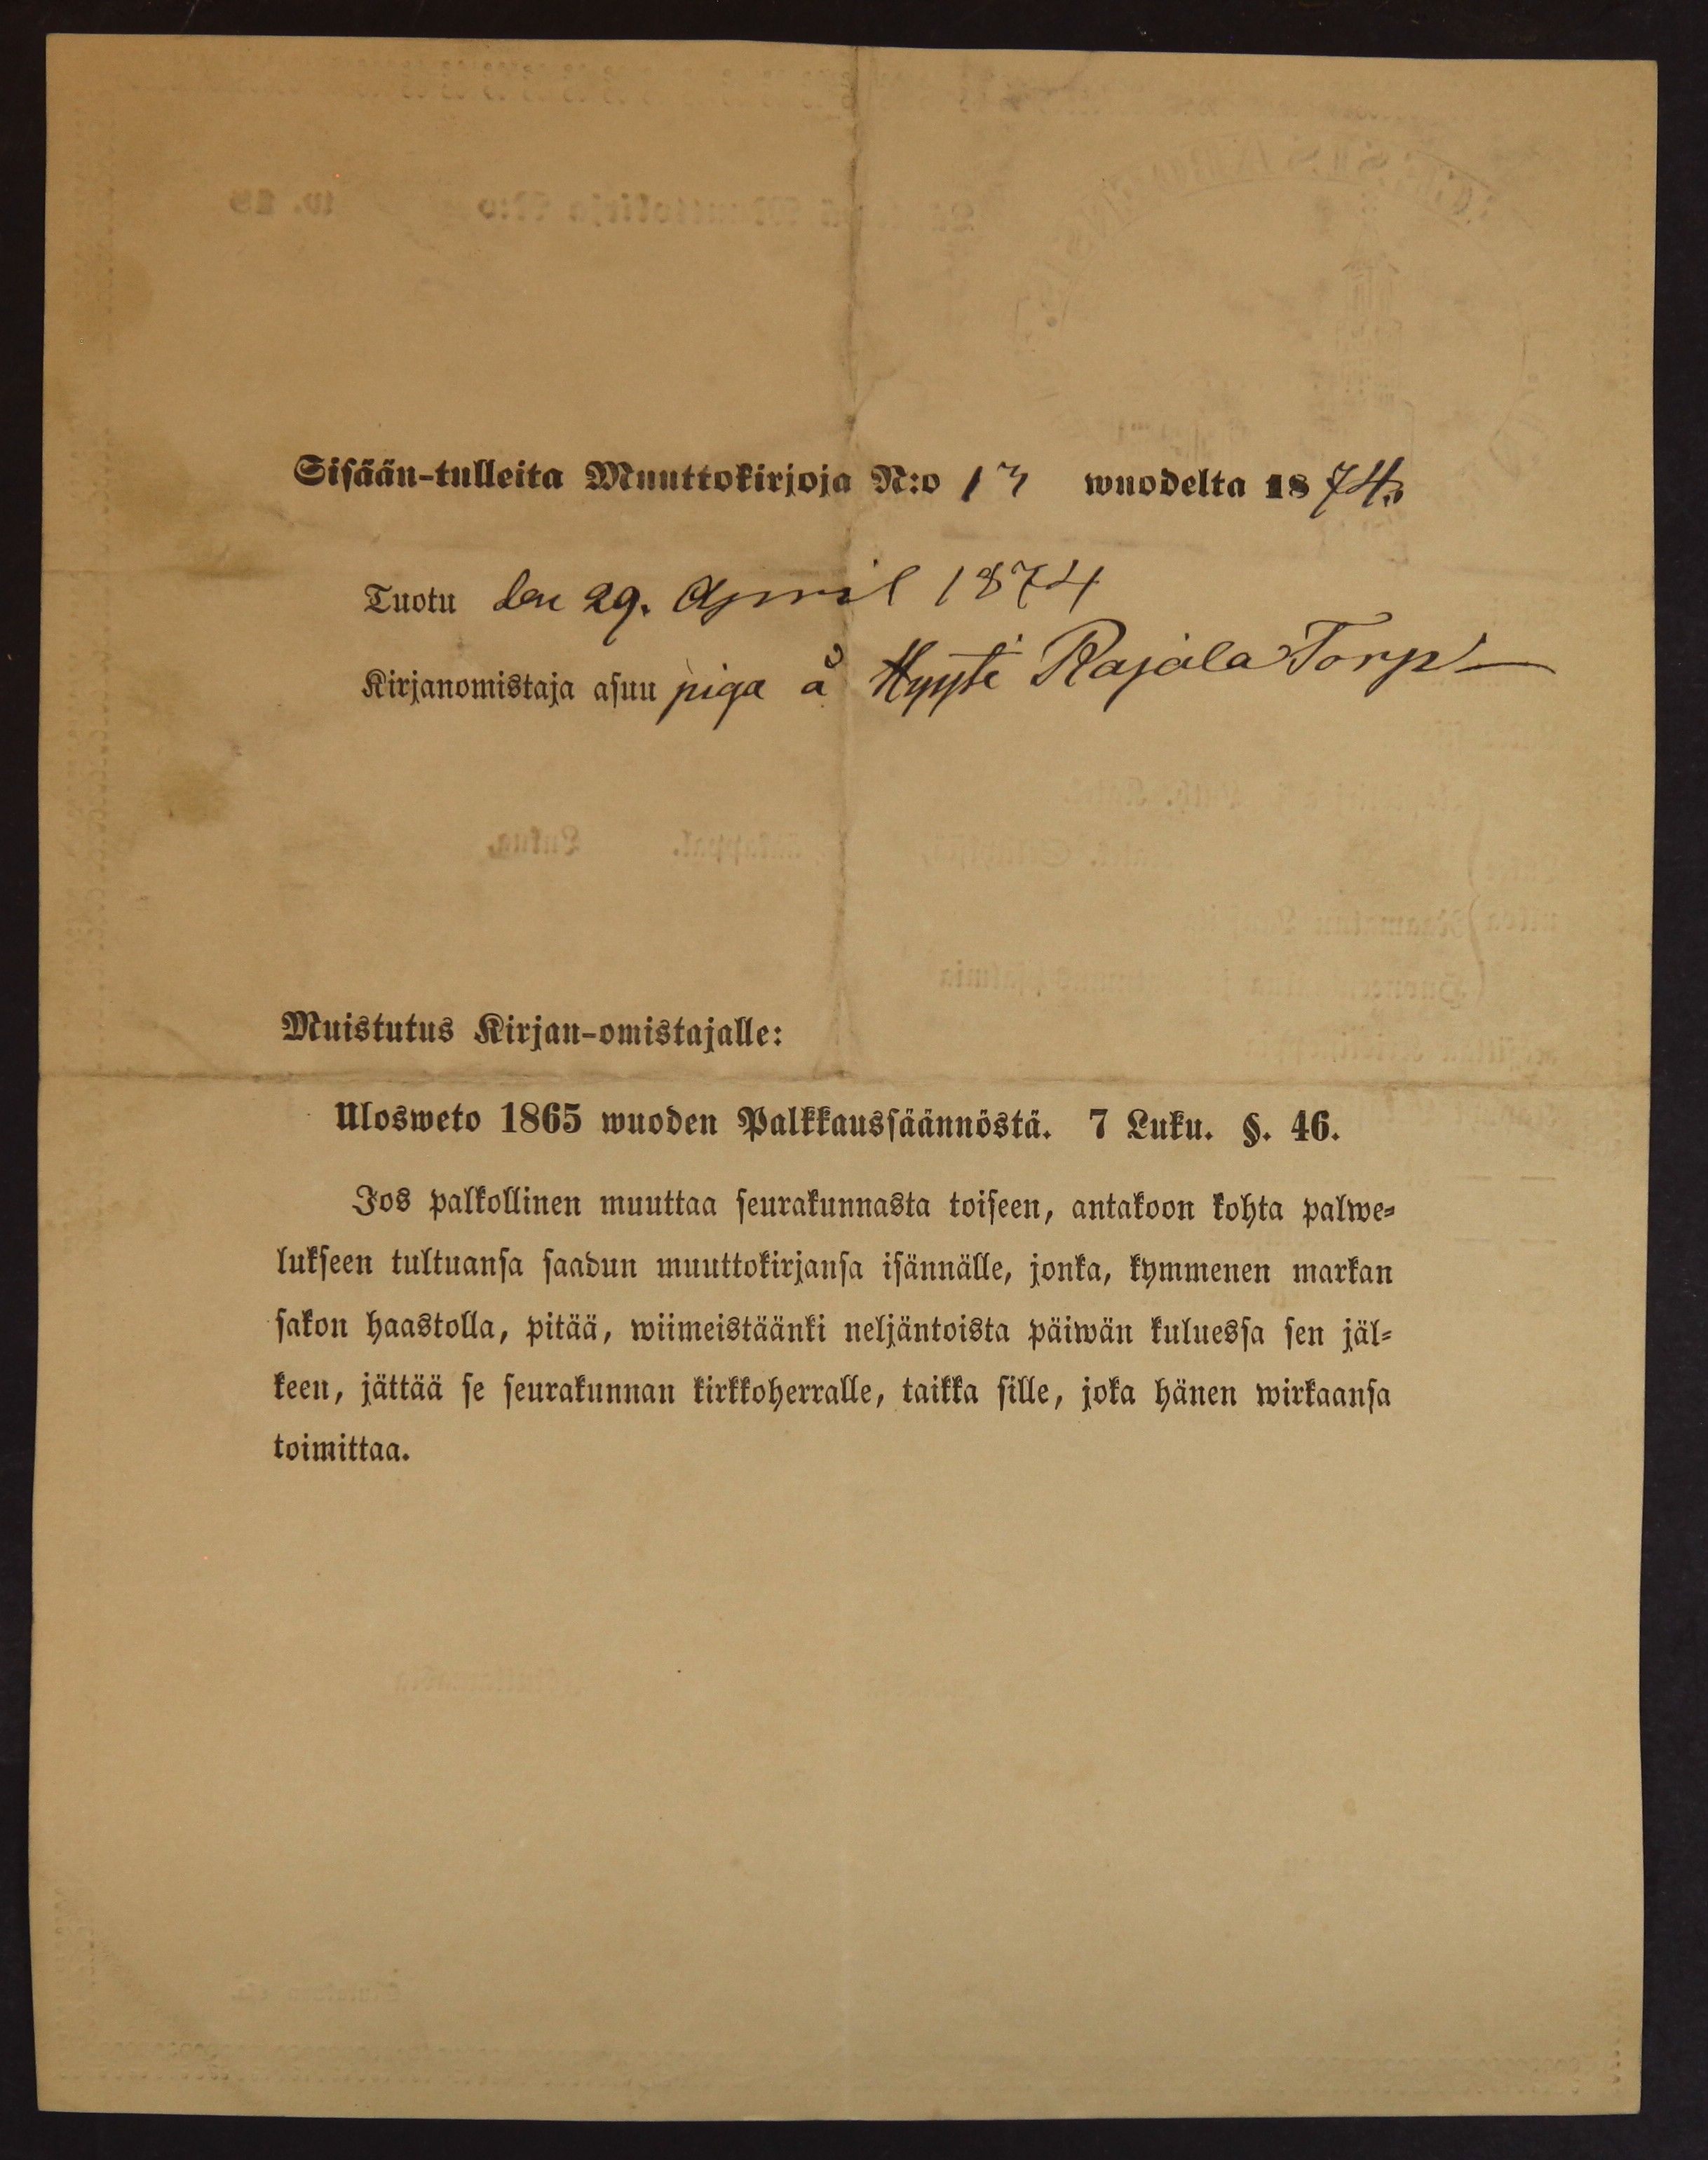 Sisään-tulleita Muuttokirjoja N:o 13 wuodelta 1874.
Tuotu den 29. April 1874
Kirjanomistaja asuu piga å Hyyti Rajala Torp
Muistutus Kirjan-omistajalle:
Ulosweto 1865 wuoden Palkkaussäännöstä. 7 Luku. §. 46.
Jos palkollinen muuttaa seurakunnasta toiseen, antakoon kohta palwe-
lukseen tultuansa saadun muuttokirjansa isännälle, jonka, kymmenen markan
sakon haastolla, pitää, wiimeistäänki neljäntoista päiwän kuluessa sen jäl-
keen, jättää se seurakunnan kirkkoherralle, taikka sille, joka hänen wirkaansa
toimittaa.